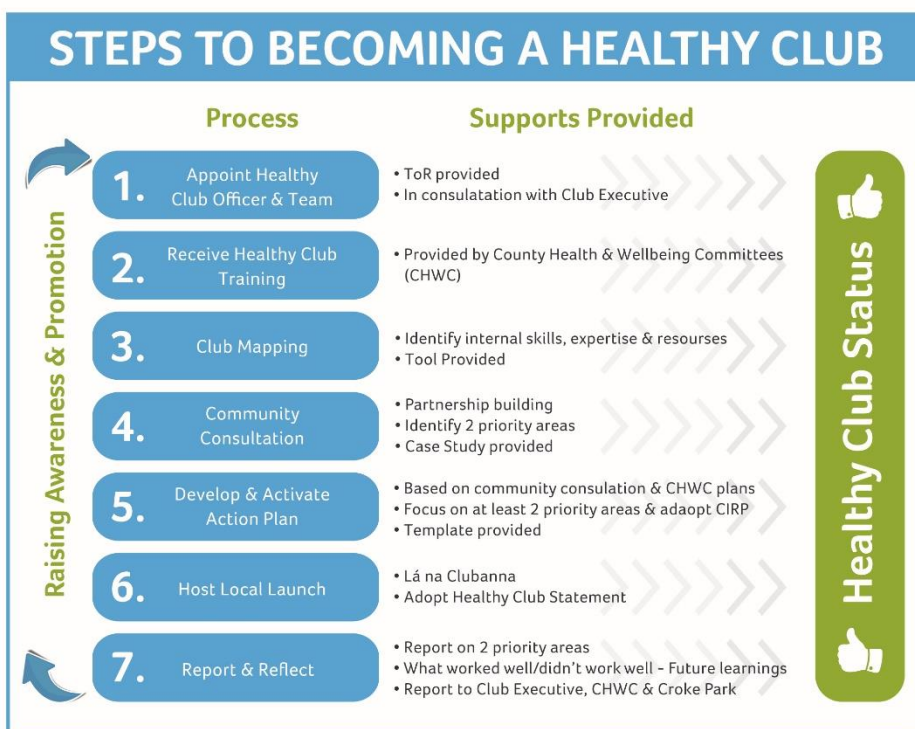 STEPS TO BECOMING A HEALTHY CLUB
Process
Supports Provided
Raising Awareness & Promotion
1.
Appoint Healthy
Club Officer & Team
• ToR provided
• In consulatation with Club Executive
2.
Receive Healthy Club
Training
• Provided by County Health & Wellbeing Committees
(CHWC)
3.
Club Mapping
• Identify internal skills, expertise & resourses
• Tool Provided
4.
Community
Consultation
• Partnership building
• Identify 2 priority areas
• Case Study provided
5.
Develop & Activate
Action Plan
• Based on community consulation & CHWC plans
• Focus on at least 2 priority areas & adaopt CIRP
• Template provided
6.
Host Local Launch
• Lá na Clubanna
• Adopt Healthy Club Statement
7.
Report & Reflect
• Report on 2 priority areas
• What worked well/didn't work well - Future learnings
• Report to Club Executive, CHWC & Croke Park
Healthy Club Status